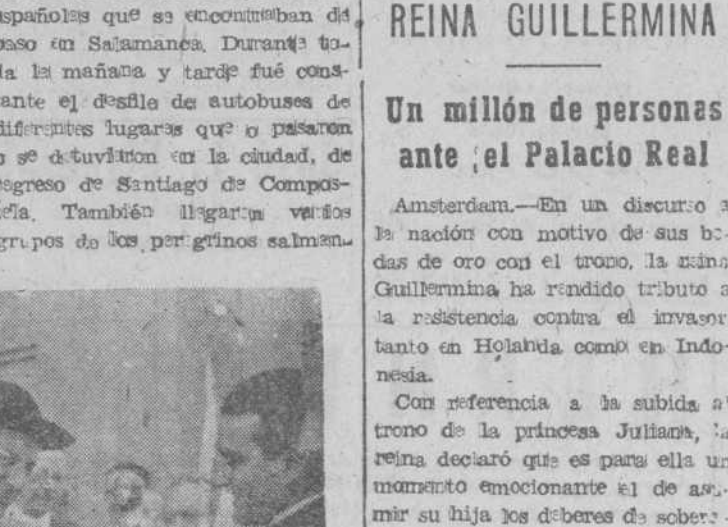 españoles que se encontraban de
paso en Salamanca. Durante to-
da la mañana y tarde fué cons-
tante el desfile de autobuses de
diferentes lugares que o pasaron
o se detuvieron en la ciudad, de
regreso de Santiago de Compos-
tela. También llegaron varios
grupos de los peregrinos salman-
REINA GUILLERMINA
Un millón de personas
ante el Palacio Real
Amsterdam.—En un discurso a
la nación con motivo de sus bo-
das de oro con el trono, la reina
Guillermina ha rendido tributo a
la resistencia contra el invasor
tanto en Holanda como en Indo-
nesia.
Con referencia a la subida al
trono de la princesa Juliana, la
reina declaró que es para ella un
momento emocionante el de asu-
mir su hija los deberes de sobera-